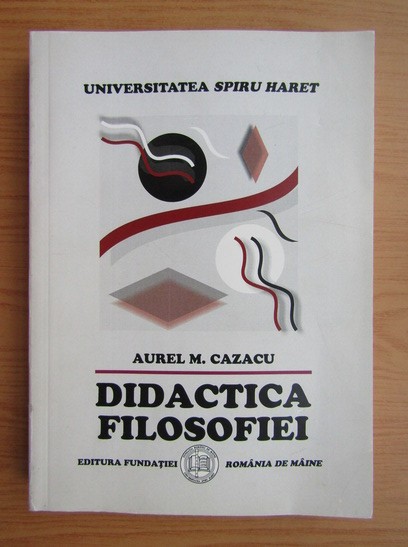 UNIVERSITATEA SPIRU HARET
AUREL M. CAZACU
DIDACTICA
FILOSOFIEI
EDITURA FUNDAȚIEI ROMÂNIA DE MÂINE